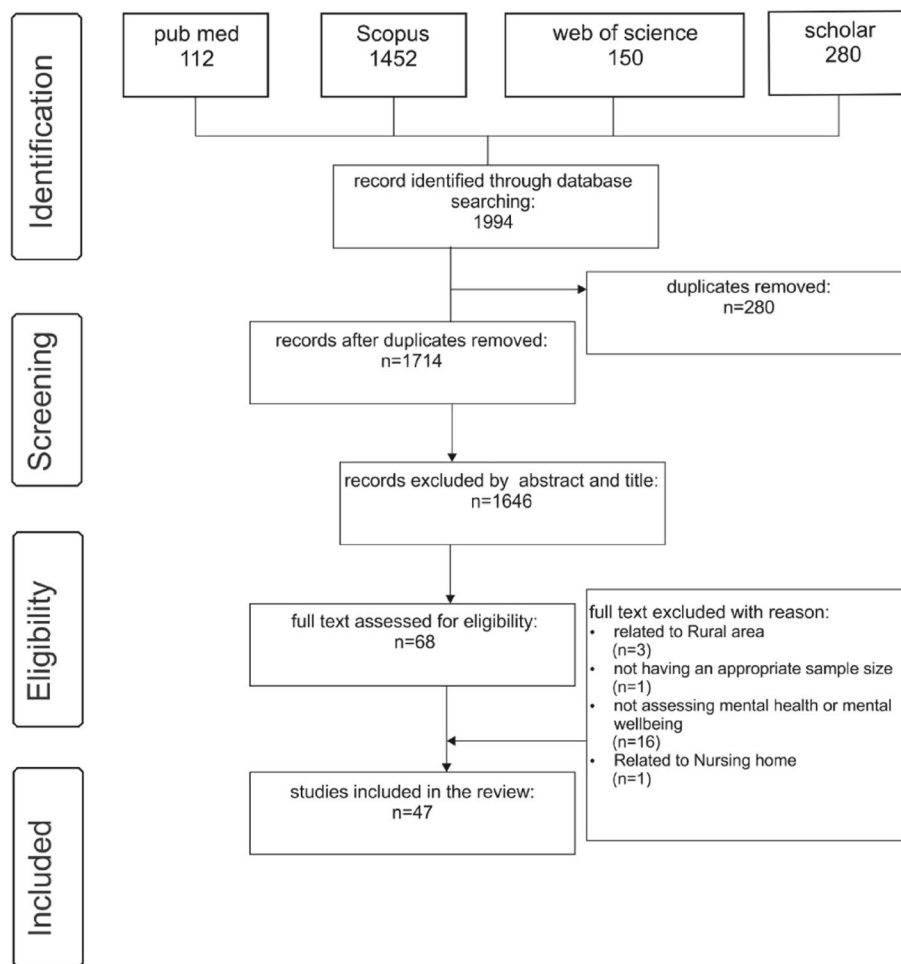 Identification
pub med
112
Scopus
1452
web of science
150
scholar
280
record identified through database
searching:
1994
duplicates removed:
n=280
Screening
records after duplicates removed:
n=1714
records excluded by abstract and title:
n=1646
Eligibility
full text assessed for eligibility:
n=68
full text excluded with reason:
• related to Rural area
(n=3)
• not having an appropriate sample size
(n=1)
• not assessing mental health or mental
wellbeing
(n=16)
• Related to Nursing home
(n=1)
Included
studies included in the review:
n=47